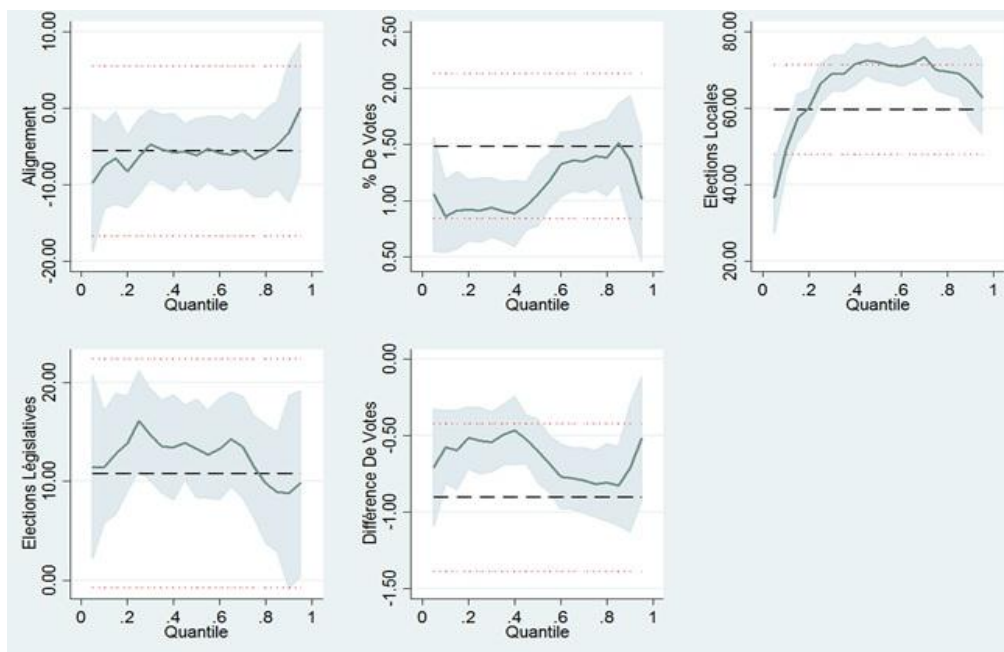 Alignement
10.00
0.00
-10.00
-20.00
0 .2 .4 .6 .8 1
Quantile
% De Votes
2.50
2.00
1.50
1.00
0.50
0 .2 .4 .6 .8 1
Quantile
Elections Locales
80.00
60.00
40.00
20.00
0 .2 .4 .6 .8 1
Quantile
Elections Législatives
20.00
10.00
0.00
0 .2 .4 .6 .8 1
Quantile
Différence De Votes
0.00
-0.50
-1.00
-1.50
0 .2 .4 .6 .8 1
Quantile